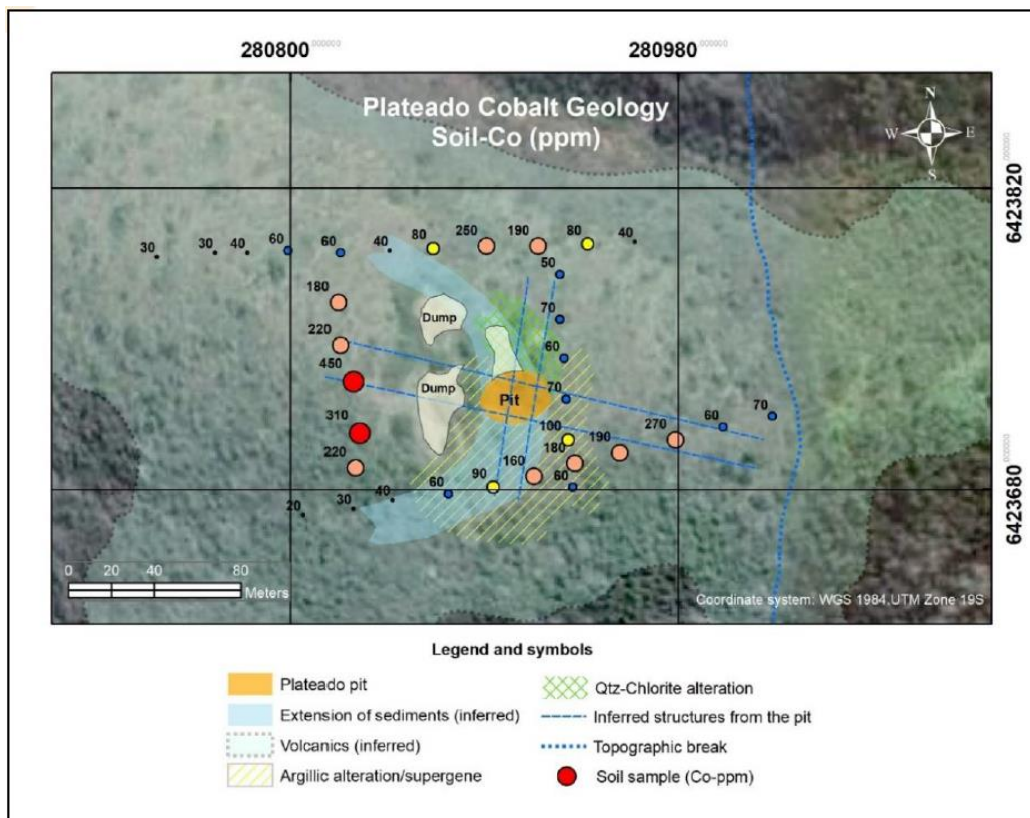 280800 000000
280980 000000
Plateado Cobalt Geology
Soil-Co (ppm)
N
W
E
S
6423820 000000
30
30
40
60
60
40
80
250
190
80
40
50
180
Dump
70
220
60
450
Dump
Pit
70
60
70
310
100
190
270
180
220
160
60
90
60
40
30
20
6423680 000000
0 20 40 80
Meters
Coordinate system: WGS 1984.UTM Zone 19S
Legend and symbols
Plateado pit
Extension of sediments (inferred)
Volcanics (inferred)
Argillic alteration/supergene
Qtz-Chlorite alteration
Inferred structures from the pit
Topographic break
Soil sample (Co-ppm)